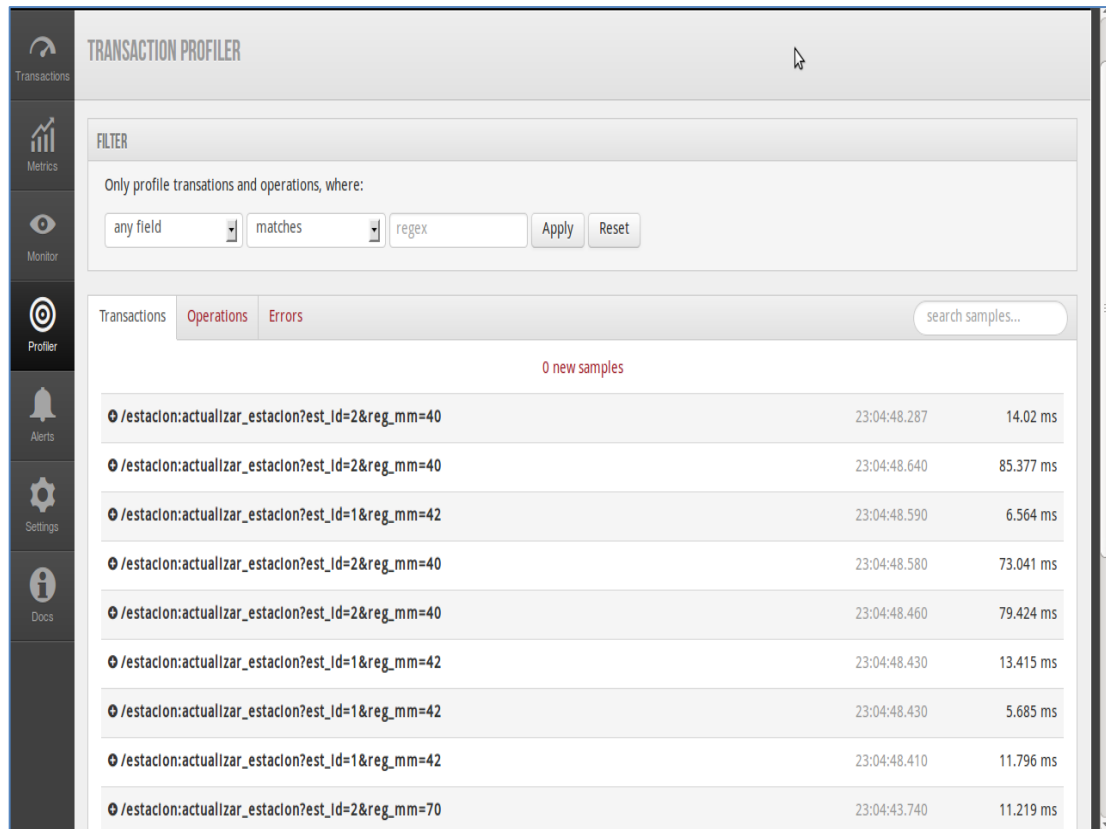 TRANSACTION PROFILER
Transactions
Metrics
Monitor
Profiler
Alerts
Settings
Docs
FILTER
Only profile transations and operations, where:
any field matches regex Apply Reset
Transactions Operations Errors search samples...
0 new samples
/estacion:actualizar_estacion?est_id=2&reg_mm=40 23:04:48.287 14.02 ms
/estacion:actualizar_estacion?est_id=2&reg_mm=40 23:04:48.640 85.377 ms
/estacion:actualizar_estacion?est_id=1&reg_mm=42 23:04:48.590 6.564 ms
/estacion:actualizar_estacion?est_id=2&reg_mm=40 23:04:48.580 73.041 ms
/estacion:actualizar_estacion?est_id=2&reg_mm=40 23:04:48.460 79.424 ms
/estacion:actualizar_estacion?est_id=1&reg_mm=42 23:04:48.430 13.415 ms
/estacion:actualizar_estacion?est_id=1&reg_mm=42 23:04:48.430 5.685 ms
/estacion:actualizar_estacion?est_id=1&reg_mm=42 23:04:48.410 11.796 ms
/estacion:actualizar_estacion?est_id=2&reg_mm=70 23:04:43.740 11.219 ms